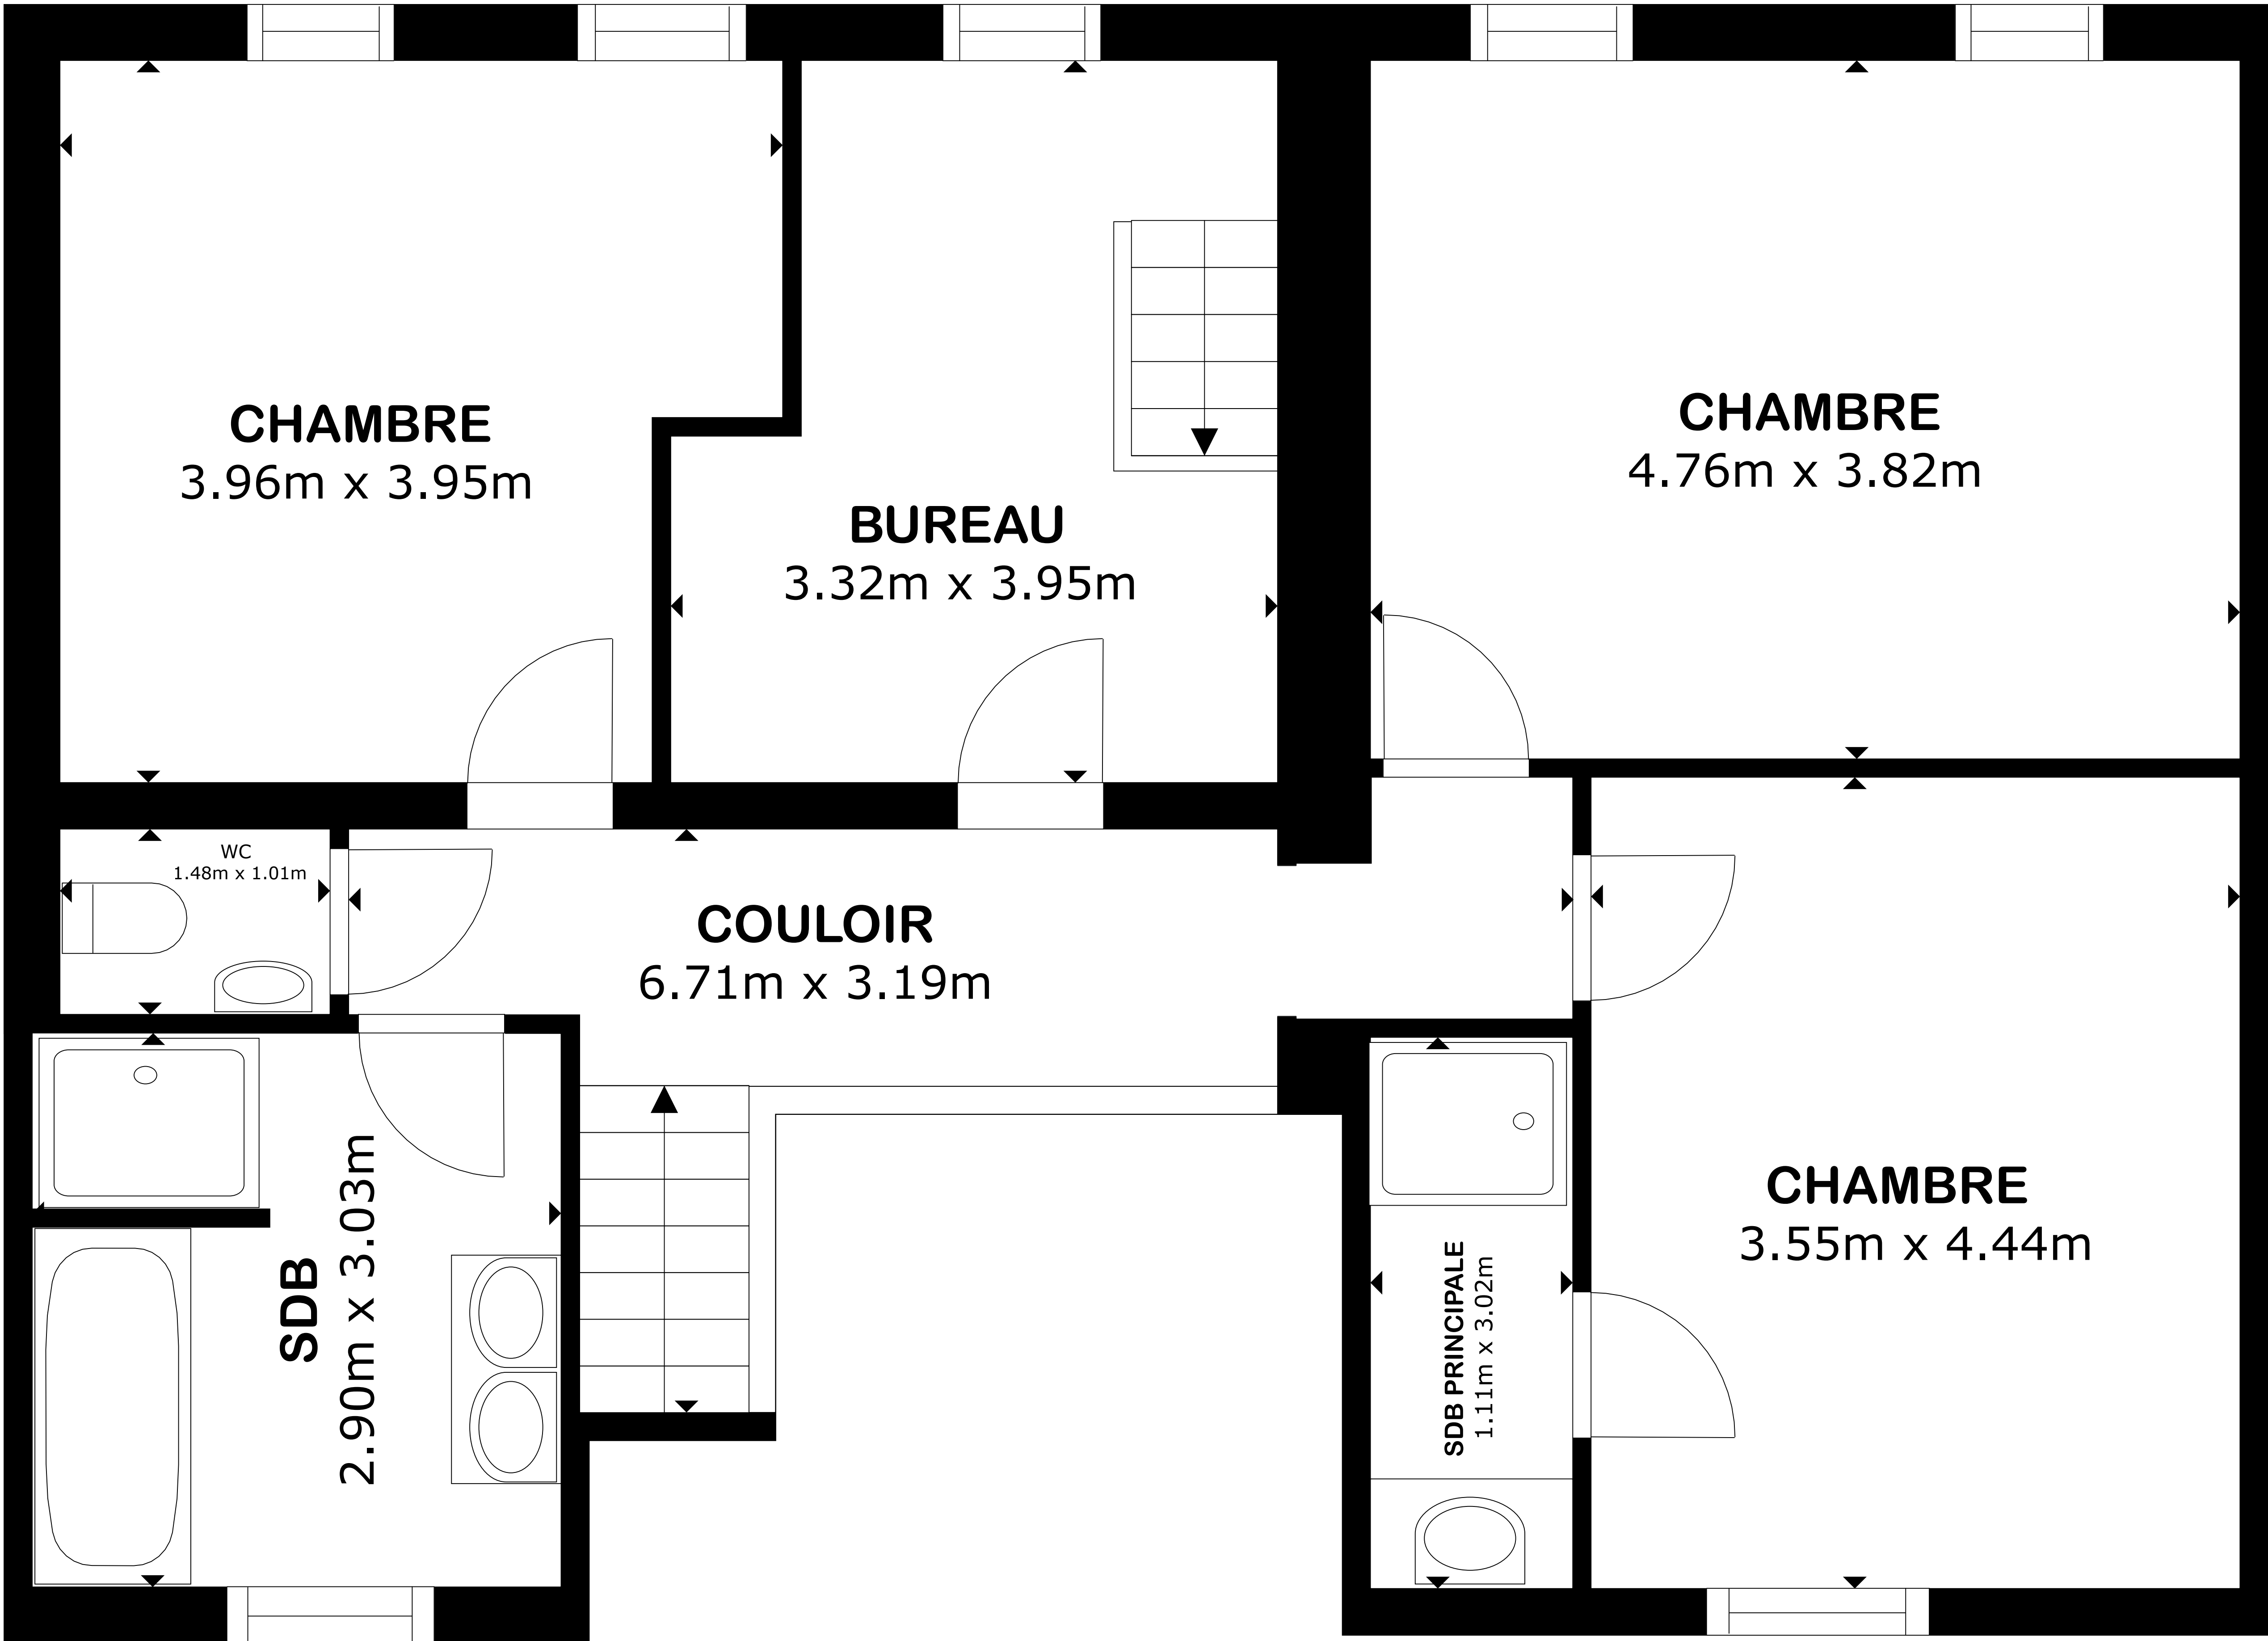 CHAMBRE
3.96m x 3.95m
BUREAU
3.32m x 3.95m
CHAMBRE
4.76m x 3.82m
WC
1.48m x 1.01m
COULOIR
6.71m x 3.19m
SDB
2.90m x 3.03m
SDB PRINCIPALE
1.11m x 3.02m
CHAMBRE
3.55m x 4.44m